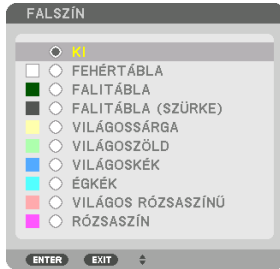 FALSZÍN
KI
FEHÉRTÁBLA
FALITÁBLA
FALITÁBLA (SZÜRKE)
VILÁGOSSÁRGA
VILÁGOSZÖLD
VILÁGOSKÉK
ÉGKÉK
VILÁGOS RÓZSASZÍNŰ
RÓZSASZÍN
ENTER EXIT